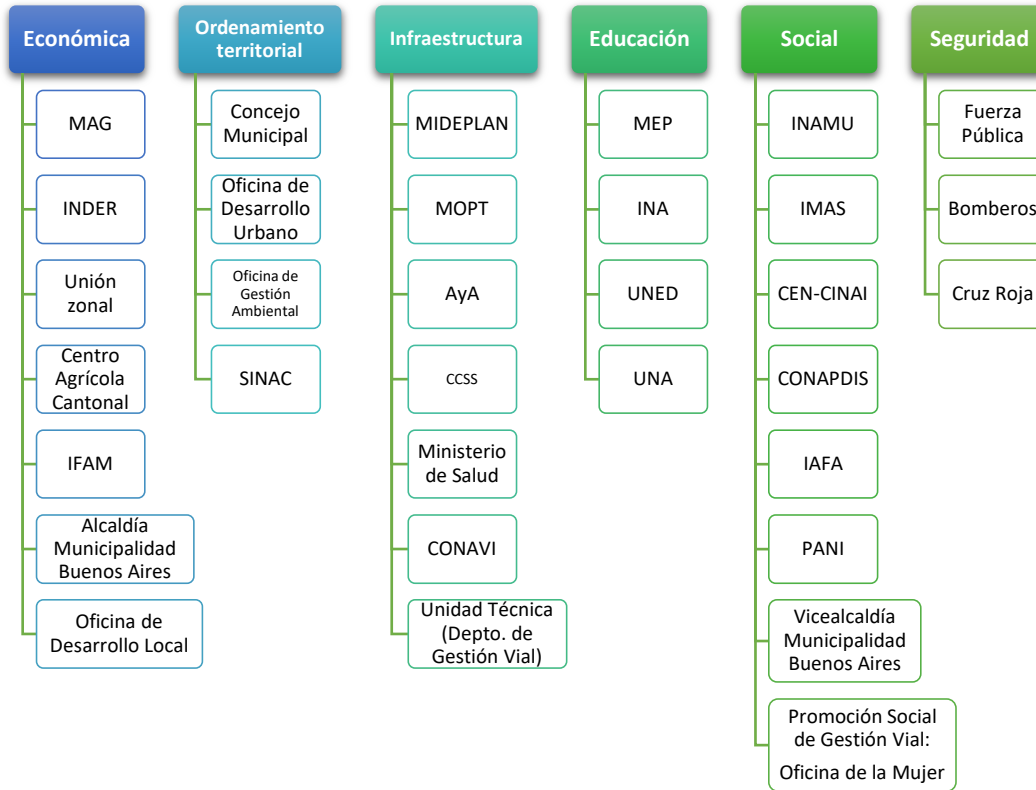 Económica
MAG
INDER
Unión
zonal
Centro
Agrícola
Cantonal
IFAM
Alcaldía
Municipalidad
Buenos Aires
Oficina de
Desarrollo Local
Ordenamiento
territorial
Concejo
Municipal
Oficina de
Desarrollo
Urbano
Oficina de
Gestión
Ambiental
SINAC
Infraestructura
MIDEPLAN
MOPT
AyA
CCSS
Ministerio
de Salud
CONAVI
Unidad Técnica
(Depto. de
Gestión Vial)
Educación
MEP
INA
UNED
UNA
Social
INAMU
IMAS
CEN-CINAI
CONAPDIS
IAFA
PANI
Vicealcaldía
Municipalidad
Buenos Aires
Promoción Social
de Gestión Vial:
Oficina de la Mujer
Seguridad
Fuerza
Pública
Bomberos
Cruz Roja